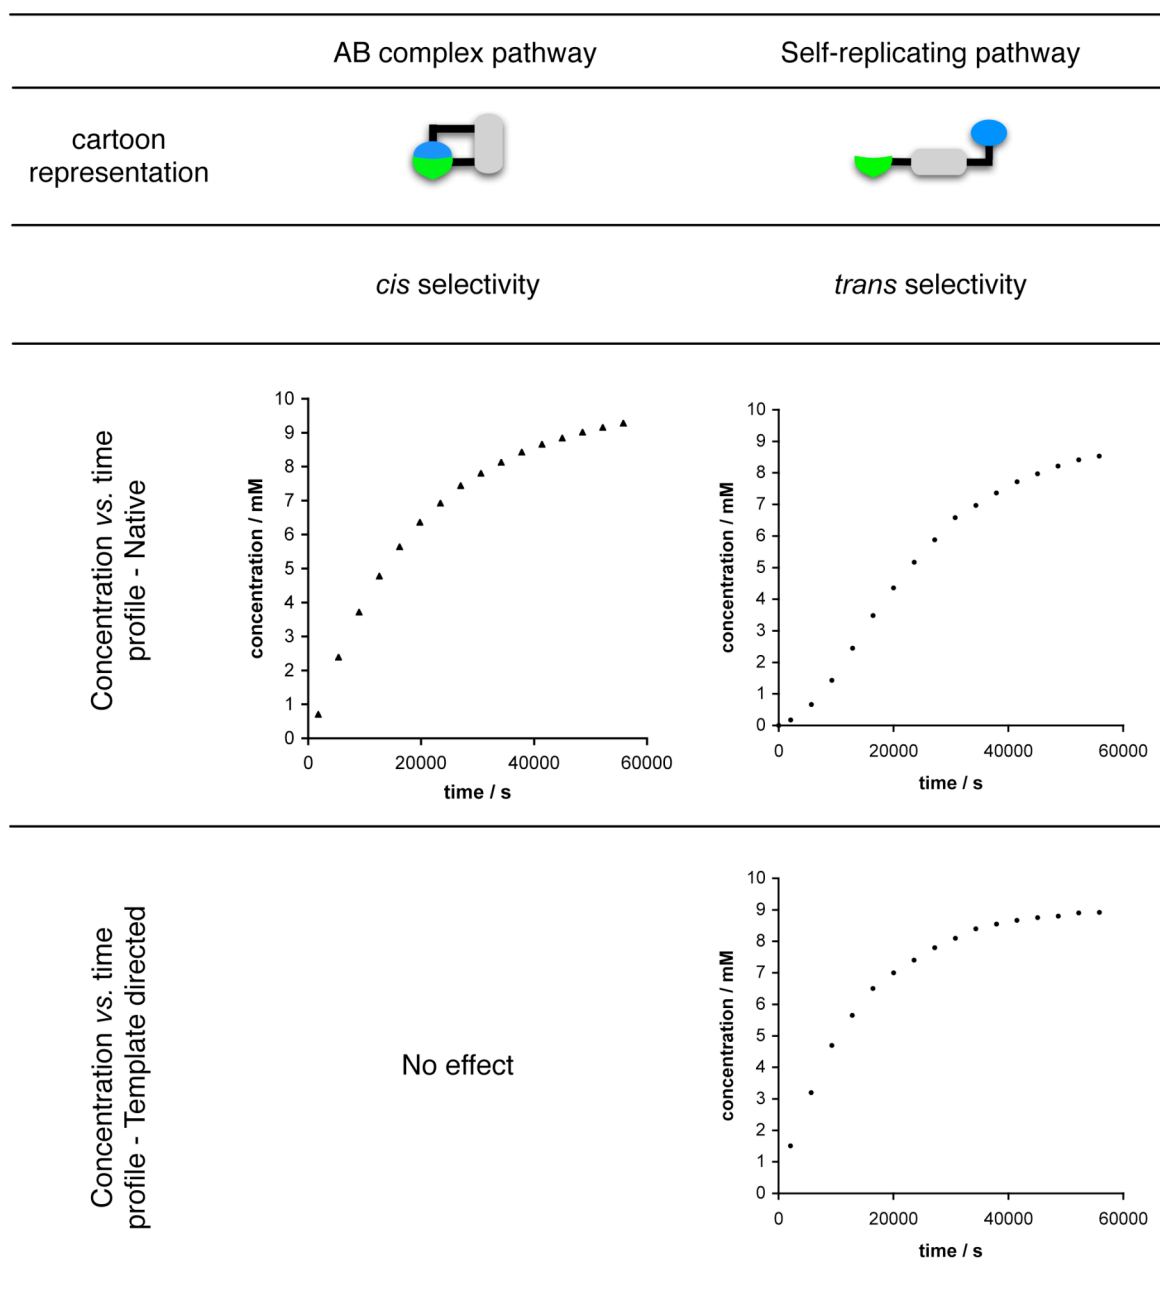 AB complex pathway
Self-replicating pathway
cartoon
representation
cis selectivity
trans selectivity
Concentration vs. time
profile - Native
10
9
8
7
6
5
4
3
2
1
0
concentration / mM
0
20000
40000
60000
time / s
10
9
8
7
6
5
4
3
2
1
0
concentration / mM
0
20000
40000
60000
time / s
Concentration vs. time
profile - Template directed
No effect
10
9
8
7
6
5
4
3
2
1
0
concentration / mM
0
20000
40000
60000
time / s